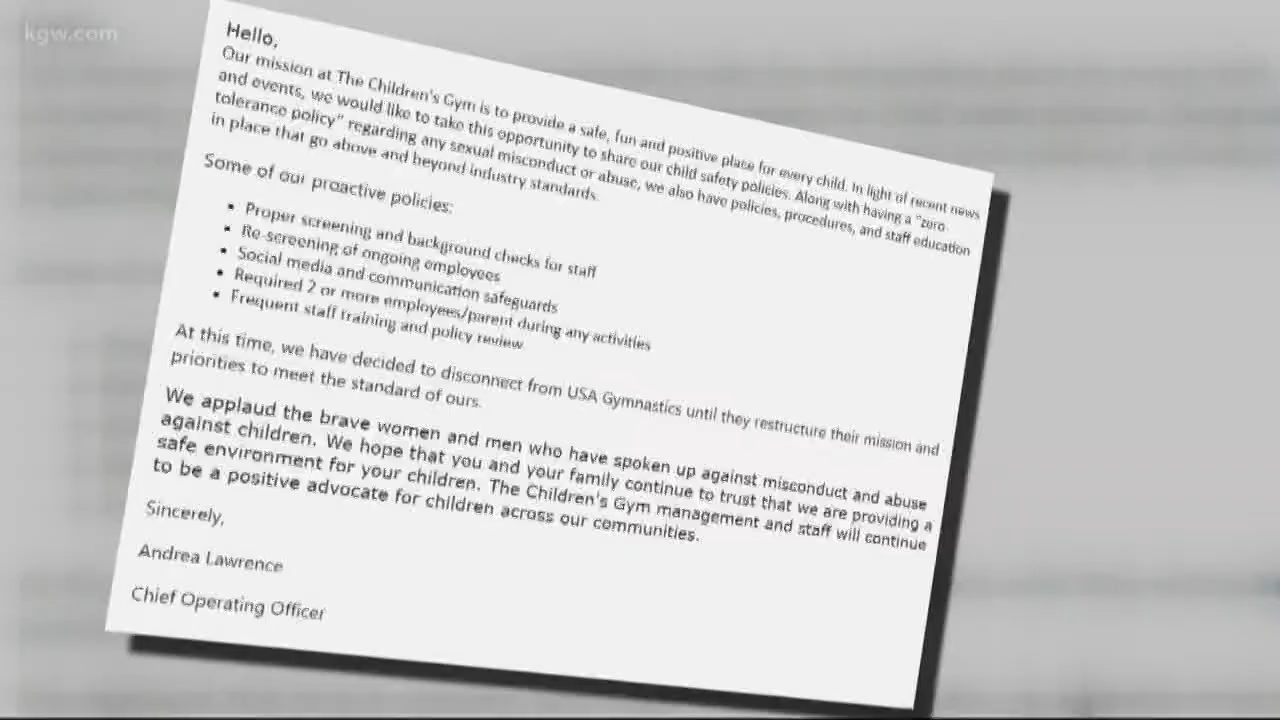 kgw.com
Hello,
Our mission at The Children's Gym is to provide a safe, fun and positive place for every child. In light of recent news
and events, we would like to take this opportunity to share our child safety policies. Along with having a "zero
tolerance policy" regarding any sexual misconduct or abuse, we also have policies, procedures, and staff education
in place that go above and beyond industry standards.
Some of our proactive policies:
• Proper screening and background checks for staff
• Re-screening of ongoing employees
• Social media and communication safeguards
• Required 2 or more employees/parent during any activities
• Frequent staff training and policy review
At this time, we have decided to disconnect from USA Gymnastics until they restructure their mission and
priorities to meet the standard of ours.
We applaud the brave women and men who have spoken up against misconduct and abuse
against children. We hope that you and your family continue to trust that we are providing a
safe environment for your children. The Children's Gym management and staff will continue
to be a positive advocate for children across our communities.
Sincerely,
Andrea Lawrence
Chief Operating Officer